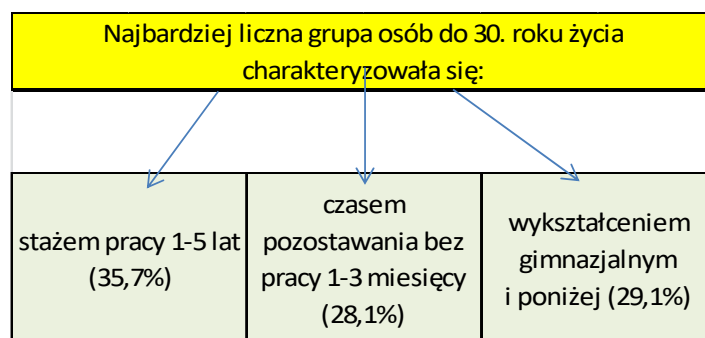 Najbardziej liczna grupa osób do 30. roku życia
charakteryzowała się:
stażem pracy 1-5 lat
(35,7%)
czasem
pozostawania bez
pracy 1-3 miesięcy
(28,1%)
wykształceniem
gimnazjalnym
i poniżej (29,1%)